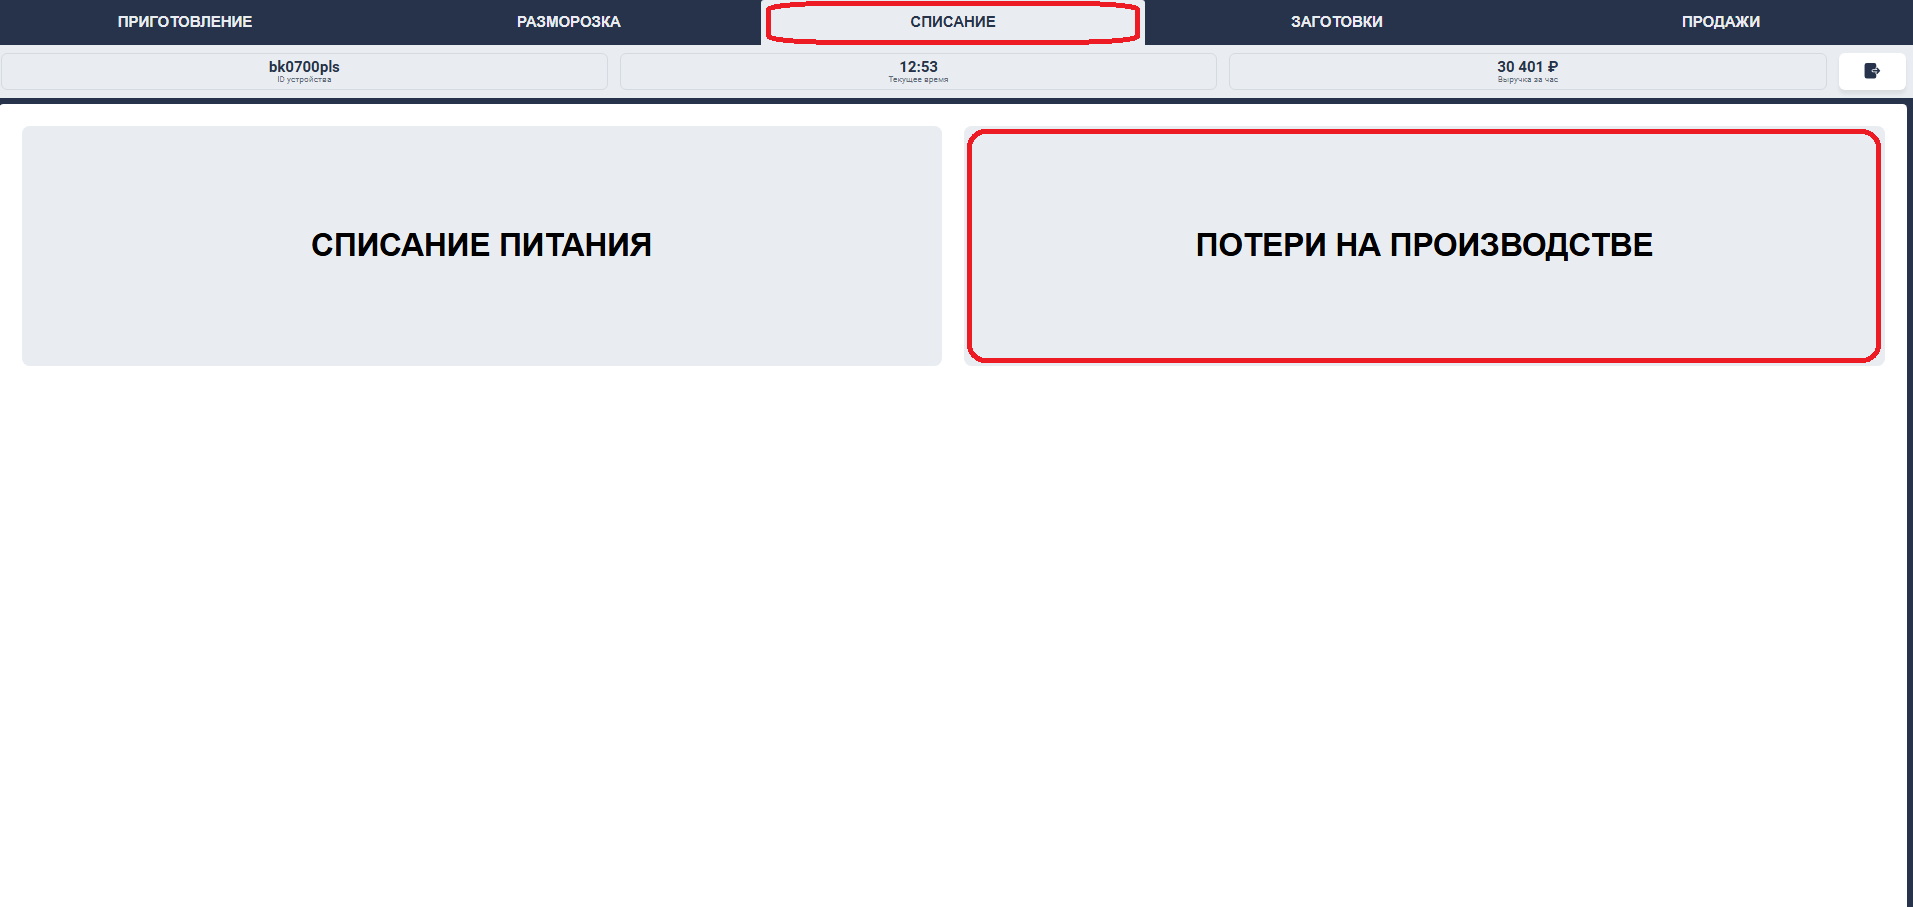 ПРИГОТОВЛЕНИЕ РАЗМОРОЗКА СПИСАНИЕ ЗАГОТОВКИ ПРОДАЖИ
bk0700pls 12:53 30 401 ₽
ID устройства Текущее время Выручка за час
СПИСАНИЕ ПИТАНИЯ ПОТЕРИ НА ПРОИЗВОДСТВЕ